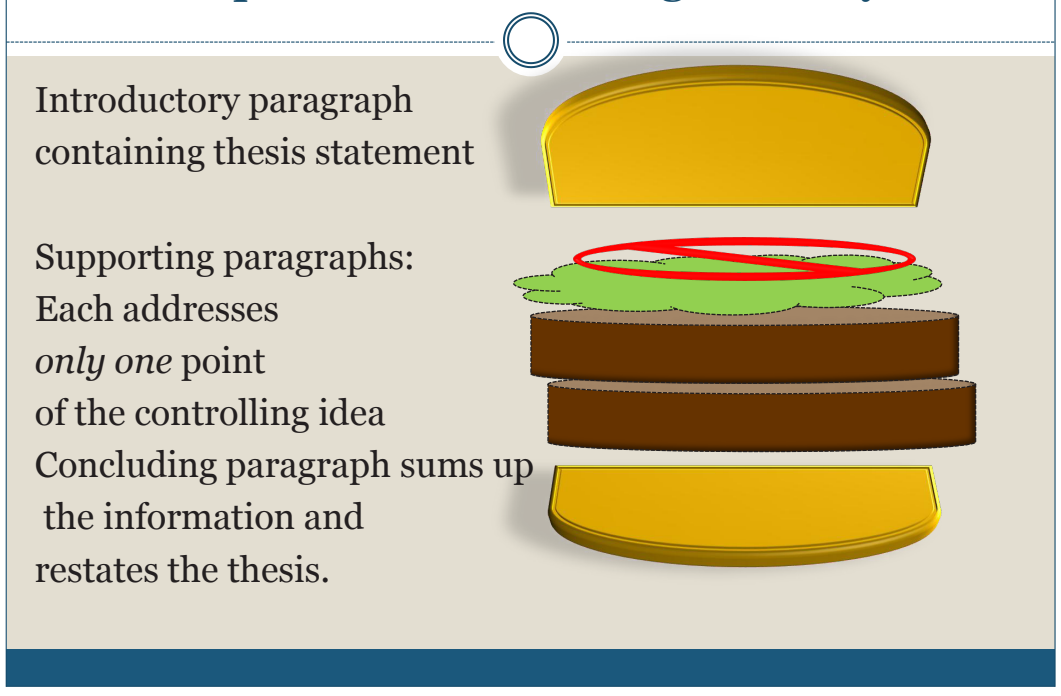 Introductory paragraph
containing thesis statement
Supporting paragraphs:
Each addresses
only one point
of the controlling idea
Concluding paragraph sums up
the information and
restates the thesis.